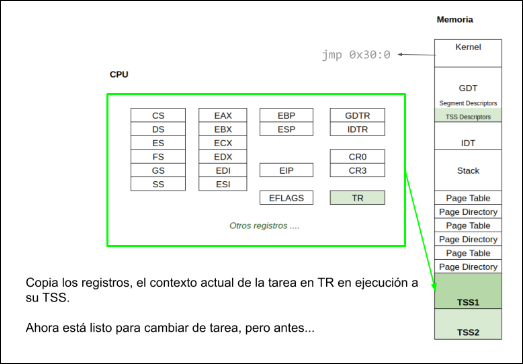 Memoria
Kernel
jmp 0x30:0
CPU
GDT
Segment Descriptors
TSS Descriptors
CS EAX EBP GDTR
DS EBX ESP IDTR
ES ECX
FS EDX CR0
GS EDI EIP CR3
SS ESI
EFLAGS TR
Otros registros ....
IDT
Stack
Page Table
Page Directory
Page Table
Page Directory
Page Table
Page Directory
TSS1
TSS2
Copia los registros, el contexto actual de la tarea en TR en ejecución a
su TSS.
Ahora está listo para cambiar de tarea, pero antes...